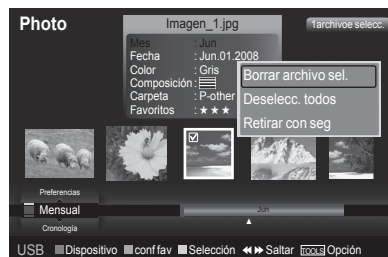 Photo
Imagen_1.jpg
1archivoe selecc.
Mes : Jun
Fecha : Jun.01.2008
Color : Gris
Composición :
Carpeta : P-other
Favoritos : ★ ★ ★
Borrar archivo sel.
Deselecc. todos
Retirar con seg
Preferencias
Mensual
Jun
Cronología
USB Dispositivo conf fav Selección Saltar TOOLS Opción